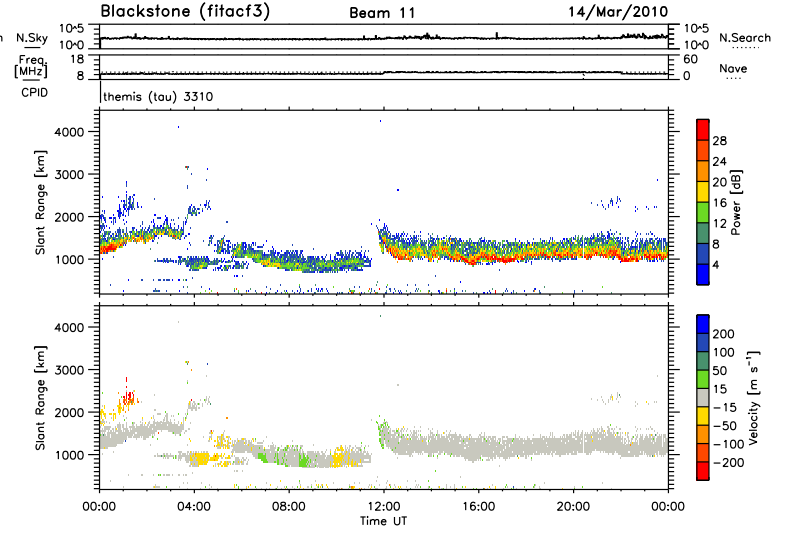 Blackstone (fitacf3) Beam 11 14/Mar/2010
N.Sky 10^5 10^0 10^5 10^0 N.Search
Freq. [MHz] 18 8 60 0 Nave
CPID themis (tau) 3310
Slant Range [km] 4000 3000 2000 1000
Power [dB] 28 24 20 16 12 8 4
Slant Range [km] 4000 3000 2000 1000
Velocity [m s⁻¹] 200 100 50 15 −15 −50 −100 −200
00:00 04:00 08:00 12:00 16:00 20:00 00:00
Time UT